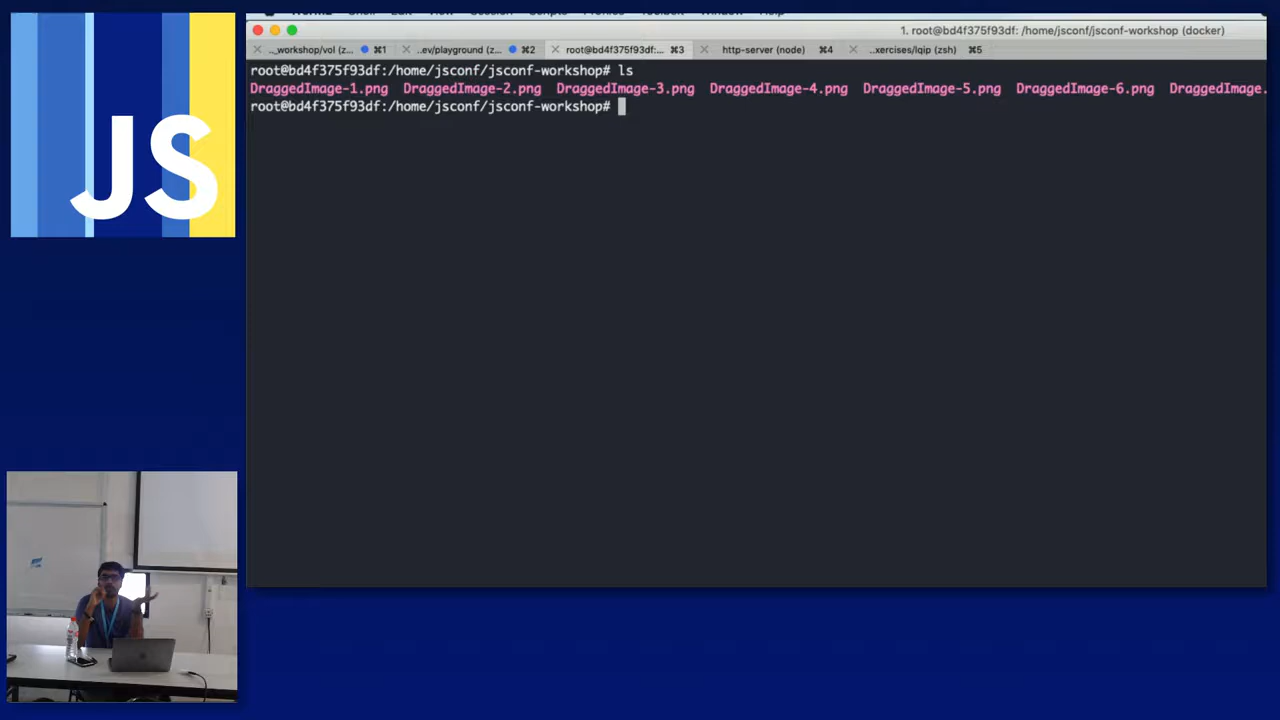 JS
1. root@bd4f375f93df: /home/jsconf/jsconf-workshop (docker)
.._workshop/vol (z... ⌘1 ..ev/playground (z... ⌘2 root@bd4f375f93df:... ⌘3 http-server (node) ⌘4 ..xercises/lqip (zsh) ⌘5
root@bd4f375f93df:/home/jsconf/jsconf-workshop# ls
DraggedImage-1.png DraggedImage-2.png DraggedImage-3.png DraggedImage-4.png DraggedImage-5.png DraggedImage-6.png DraggedImage.
root@bd4f375f93df:/home/jsconf/jsconf-workshop#